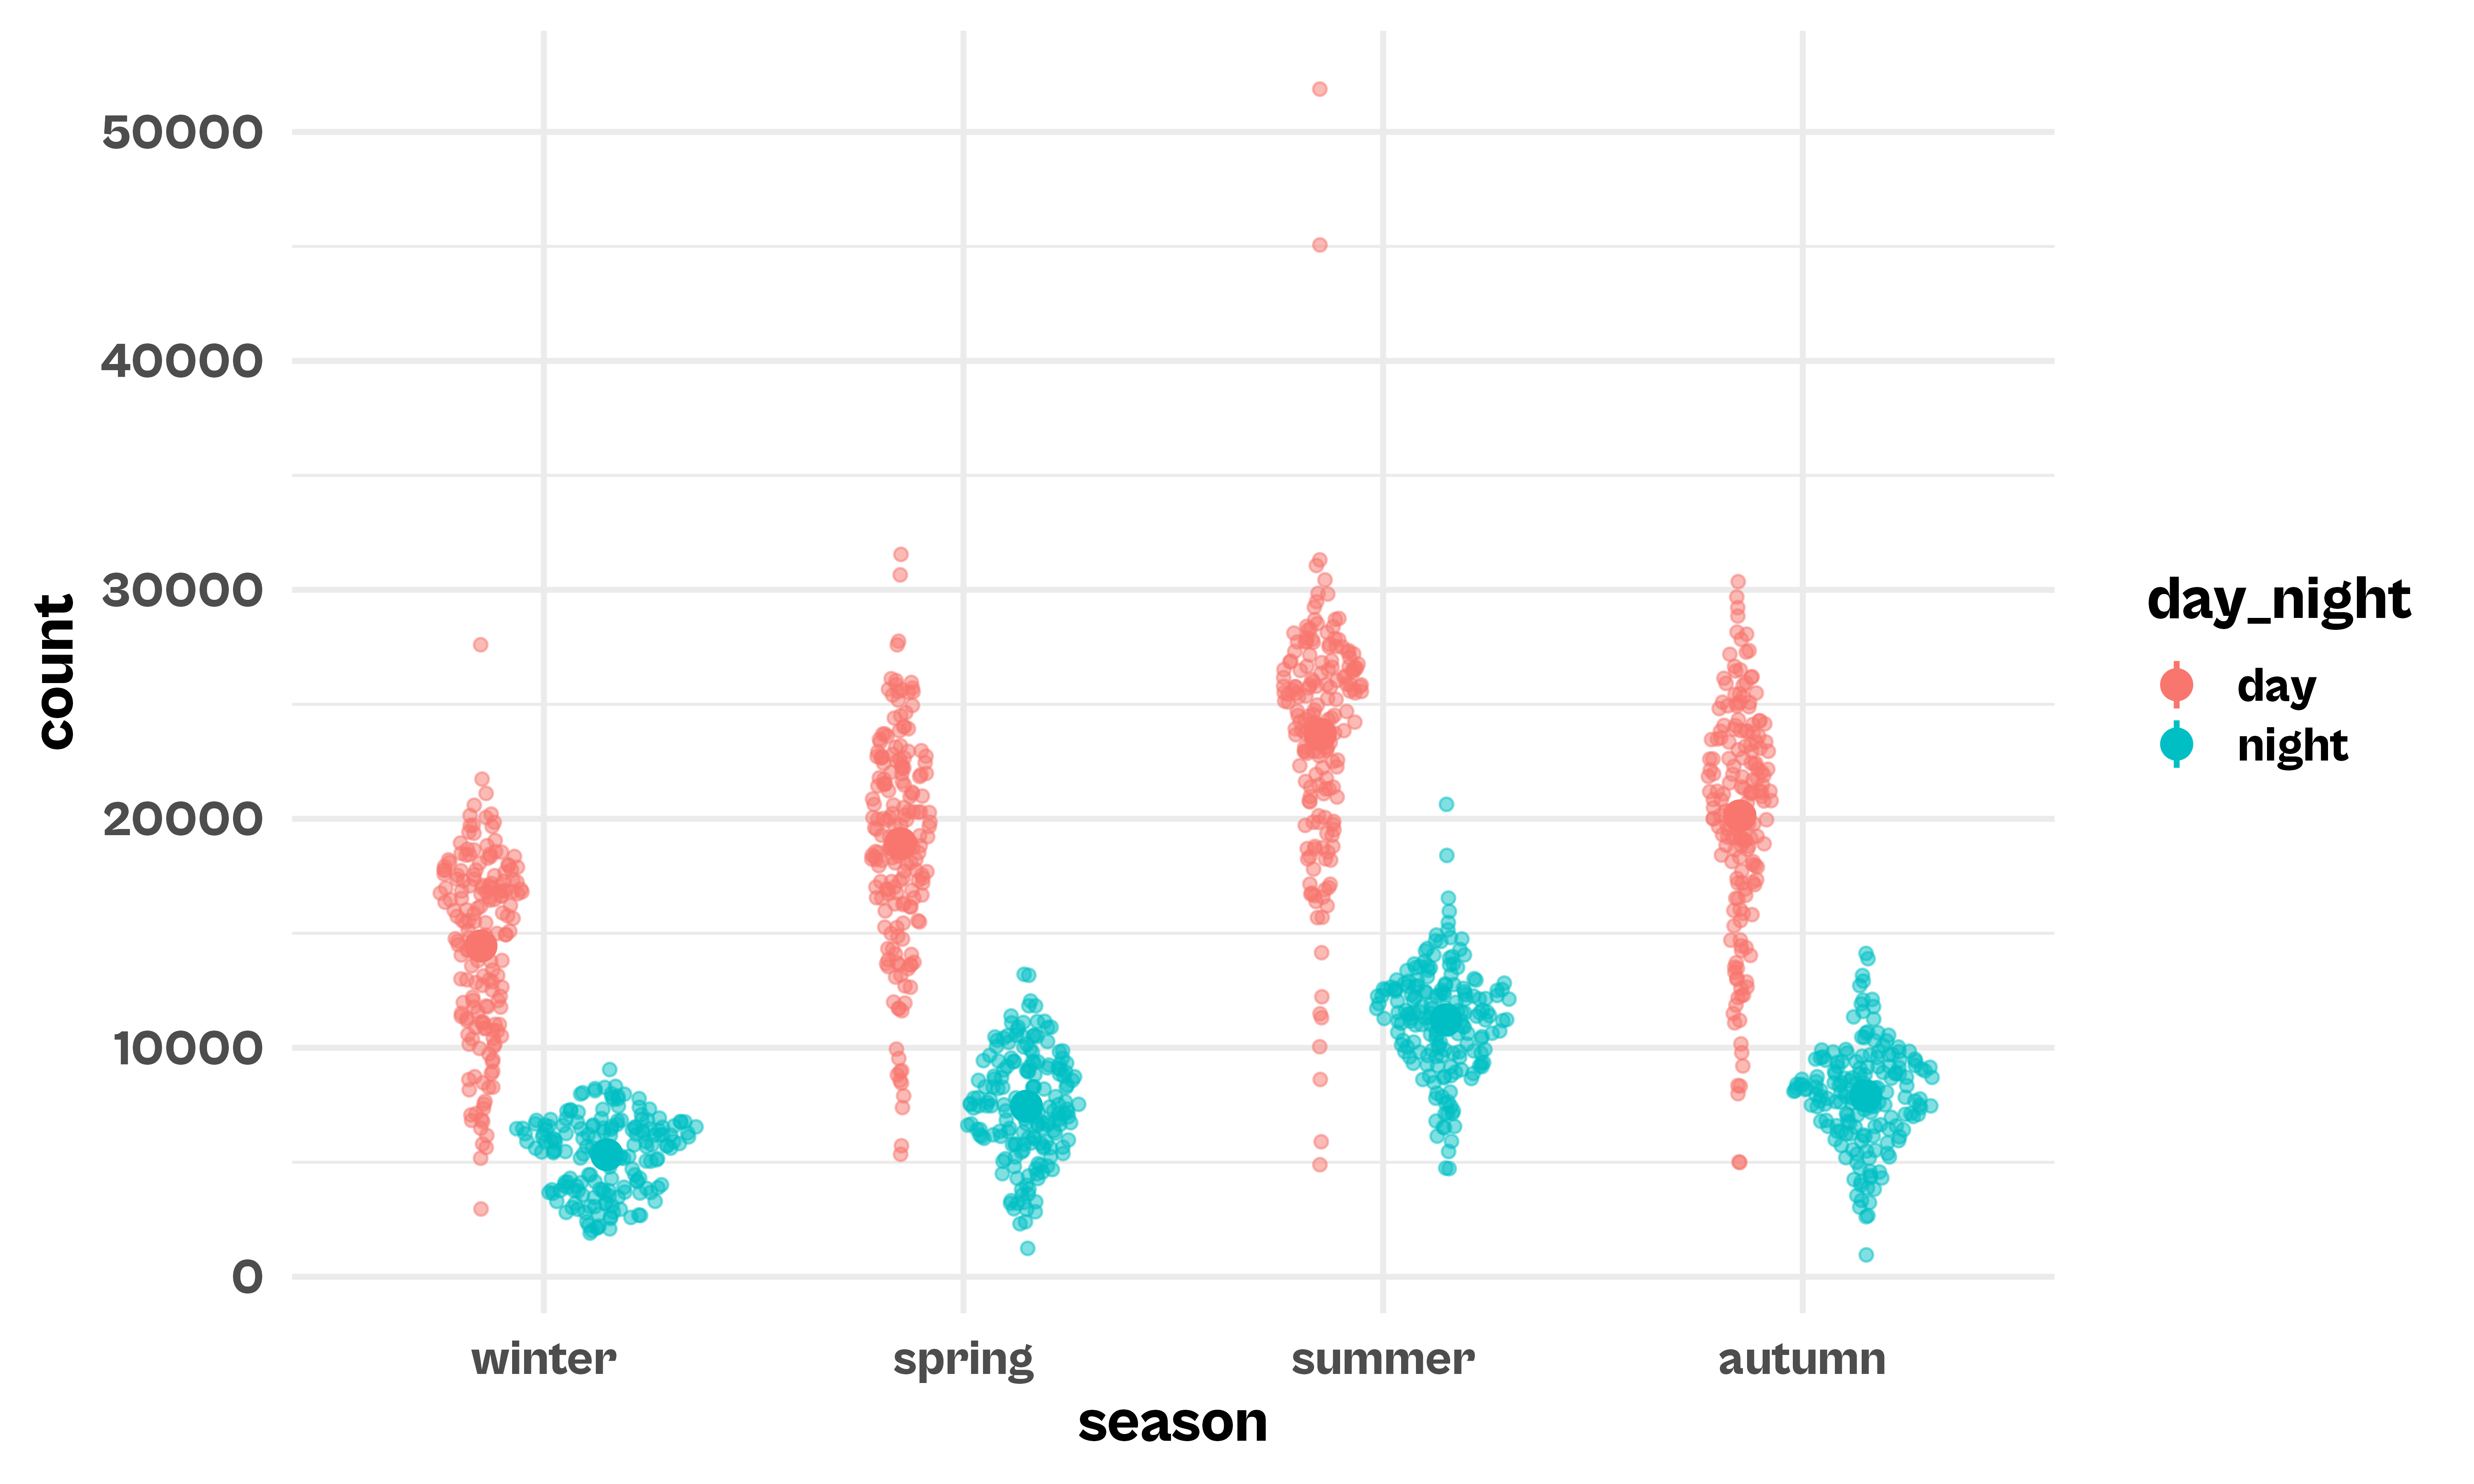 50000
40000
30000
20000
10000
0
count
winter spring summer autumn
season
day_night
day
night